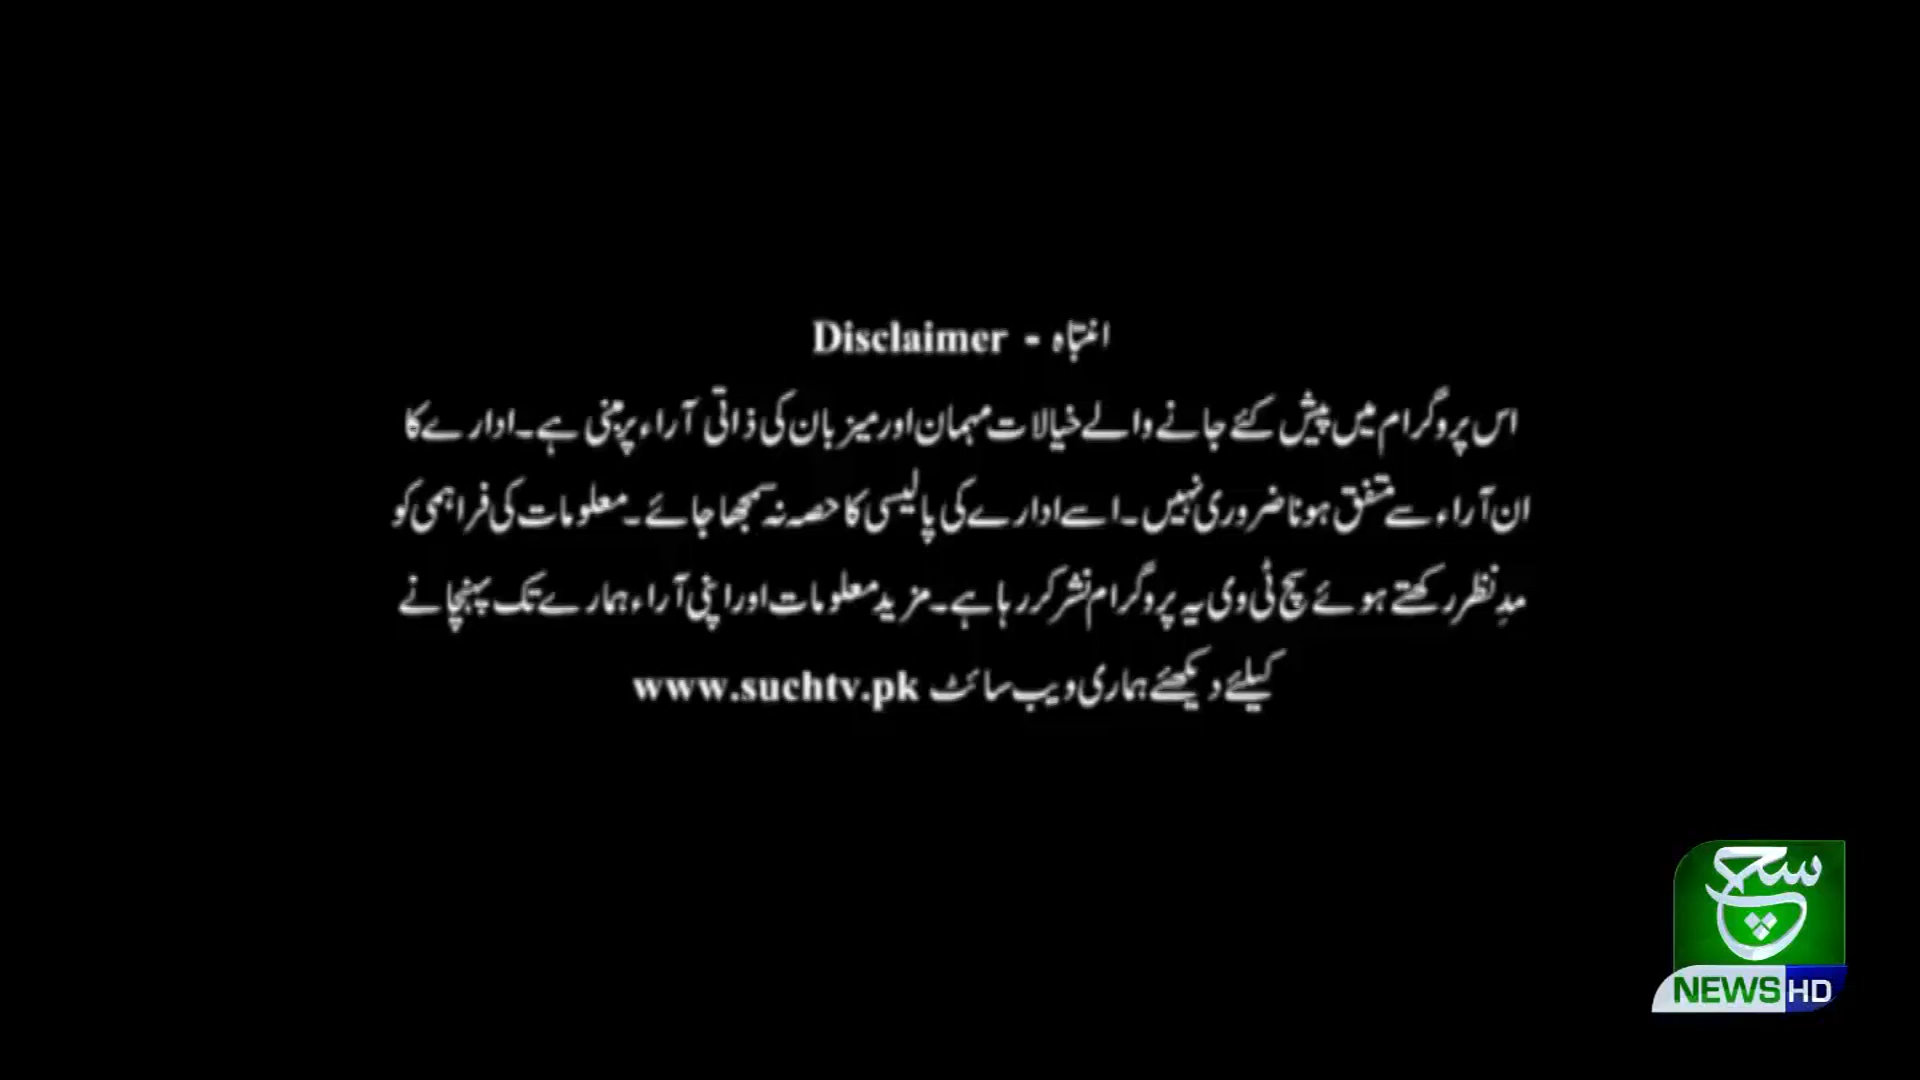 انتباہ - Disclaimer
اس پروگرام میں پیش کئے جانے والے خیالات مہمان اور میزبان کی ذاتی آراء پر مبنی ہے۔ ادارے کا
ان آراء سے متفق ہونا ضروری نہیں۔ اسے ادارے کی پالیسی کا حصہ نہ سمجھا جائے۔ معلومات کی فراہمی کو
مدِ نظر رکھتے ہوئے سچ ٹی وی یہ پروگرام نشر کر رہا ہے۔ مزید معلومات اور اپنی آراء ہمارے تک پہنچانے
کیلئے دیکھئے ہماری ویب سائٹ www.suchtv.pk
سچ
NEWS HD